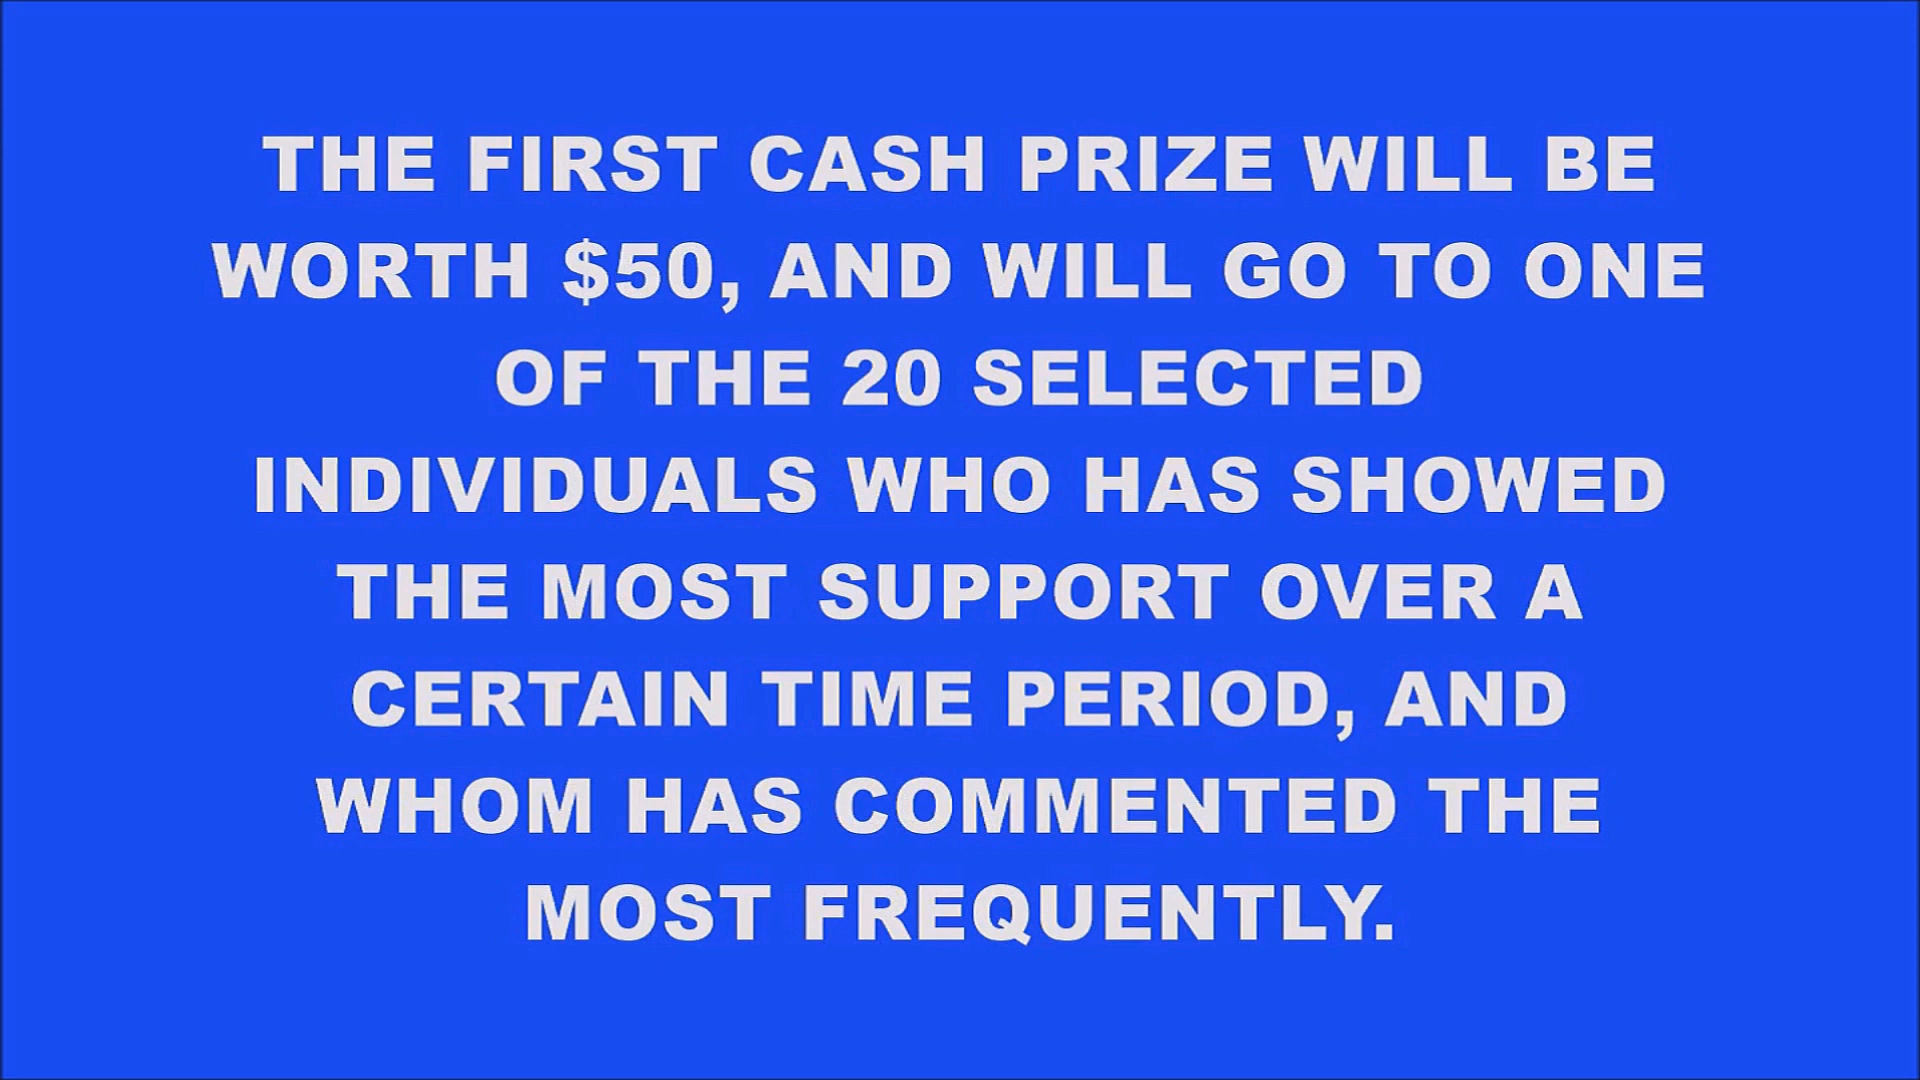 THE FIRST CASH PRIZE WILL BE
WORTH $50, AND WILL GO TO ONE
OF THE 20 SELECTED
INDIVIDUALS WHO HAS SHOWED
THE MOST SUPPORT OVER A
CERTAIN TIME PERIOD, AND
WHOM HAS COMMENTED THE
MOST FREQUENTLY.